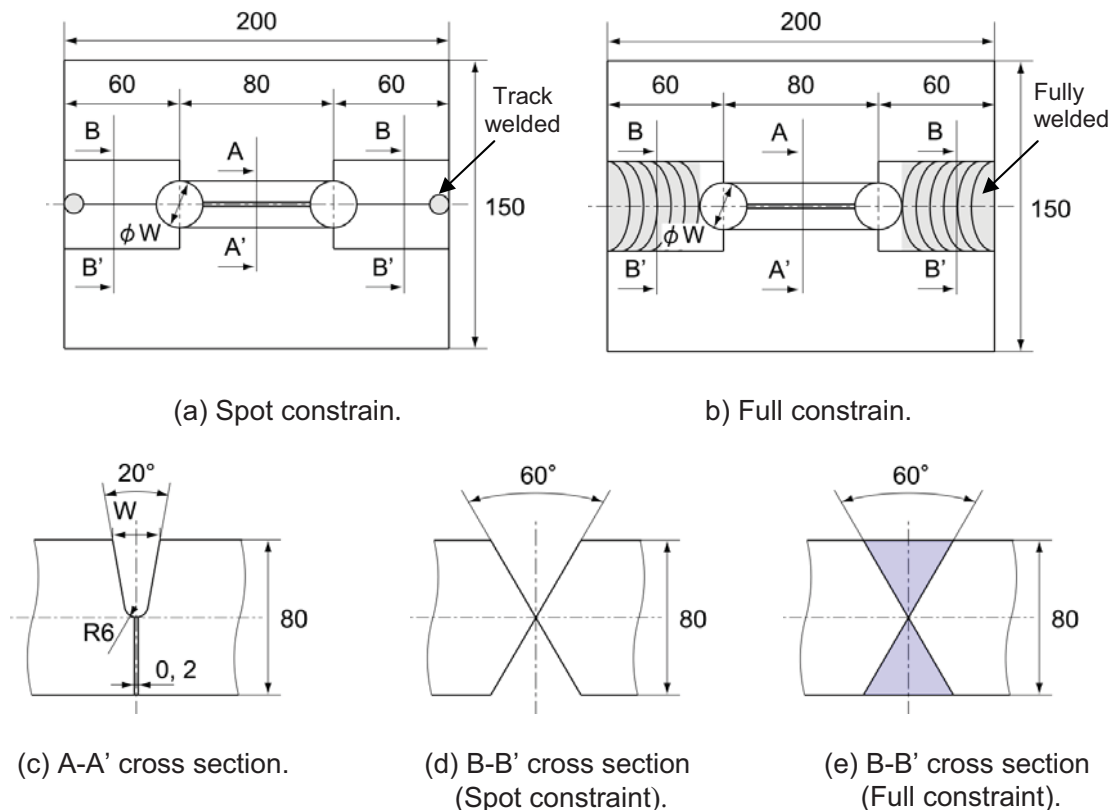 200
60
80
60
Track
welded
B
A
B
150
ϕ W
B'
A'
B'
(a) Spot constrain.
200
60
80
60
Fully
welded
B
A
B
150
ϕ W
B'
A'
B'
b) Full constrain.
20°
W
R6
0, 2
80
(c) A-A’ cross section.
60°
80
(d) B-B’ cross section
(Spot constraint).
60°
80
(e) B-B’ cross section
(Full constraint).